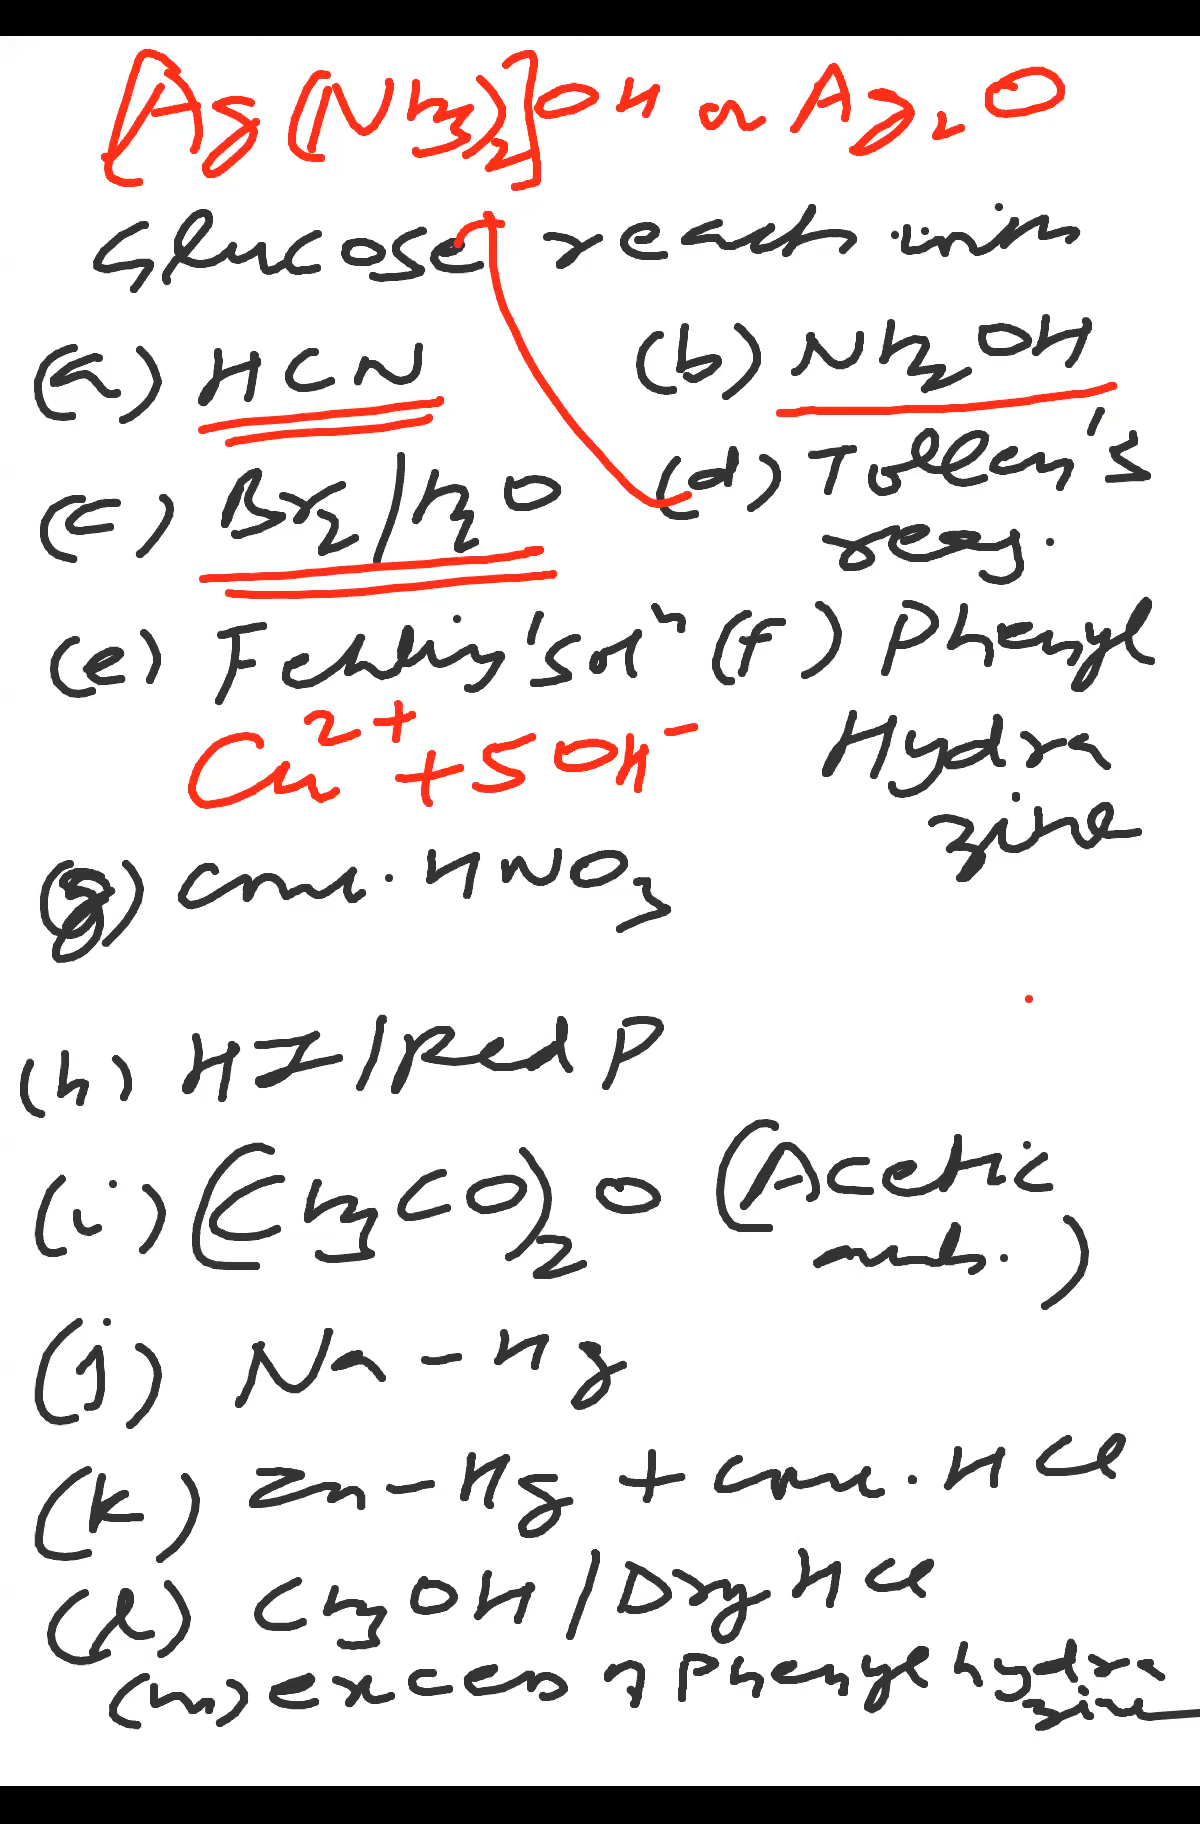 [Ag(NH3)2]OH or Ag2O
Glucose reacts with
(a) HCN (b) NH2OH
(c) Br2/H2O (d) Tollen's
reag.
(e) Fehling's soln (f) Phenyl
Cu2+ + 5OH- Hydra
zine
(g) conc. HNO3
(h) HI/Red P
(i) (CH3CO)2O (Acetic
anh.)
(j) Na-Hg
(k) Zn-Hg + conc. HCl
(l) CH3OH/Dry HCl
(m) excess of Phenyl hydra
zine